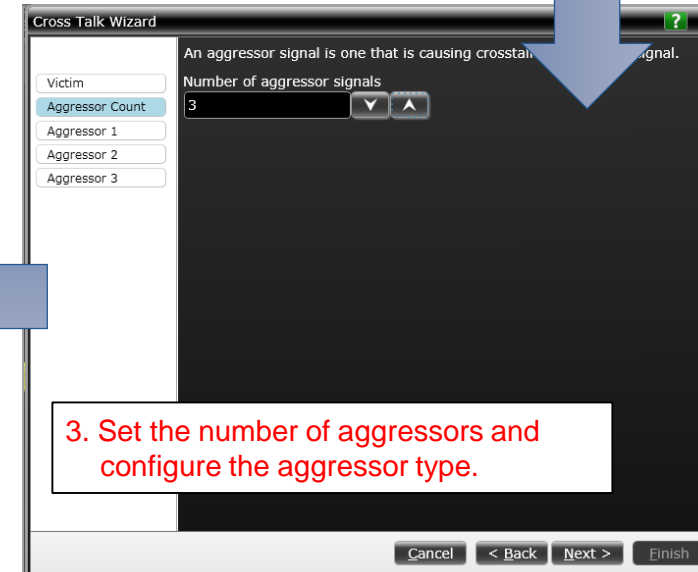 Cross Talk Wizard
?
An aggressor signal is one that is causing
Victim
Aggressor Count
Aggressor 1
Aggressor 2
Aggressor 3
Number of aggressor signals
3
3. Set the number of aggressors and
configure the aggressor type.
Cancel
< Back
Next >
Finish